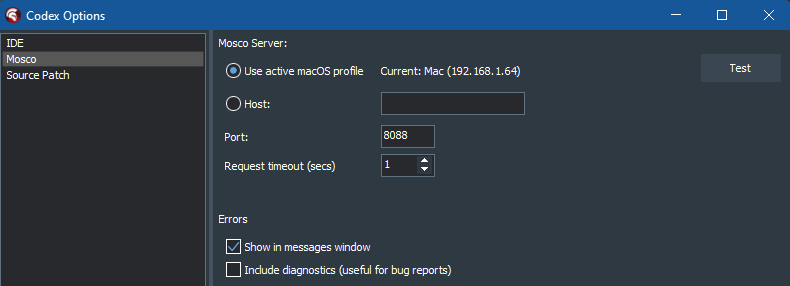 Codex Options
IDE
Mosco
Source Patch
Mosco Server:
Use active macOS profile Current: Mac (192.168.1.64)
Test
Host:
Port: 8088
Request timeout (secs) 1
Errors
Show in messages window
Include diagnostics (useful for bug reports)